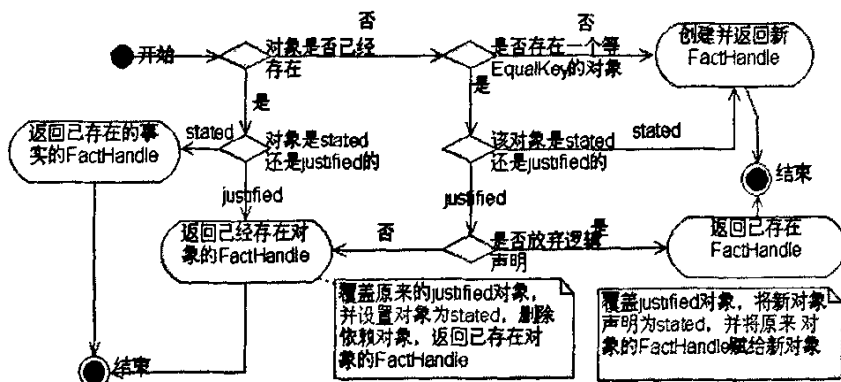 否
否
开始
对象是否已经
存在
是否存在一个等
EqualKey的对象
创建并返回新
FactHandle
是
是
返回已存在的事
实的FactHandle
stated
对象是stated
还是justified的
该对象是stated
还是justified的
stated
结束
justified
justified
返回已经存在对
象的FactHandle
否
是否放弃逻辑
声明
是
返回已存在
FactHandle
覆盖原来的justified对象，
并设置对象为stated，删除
依赖对象，返回已存在对
象的FactHandle
覆盖justified对象，将新对象
声明为stated，并将原来对
象的FactHandle赋给新对象
结束